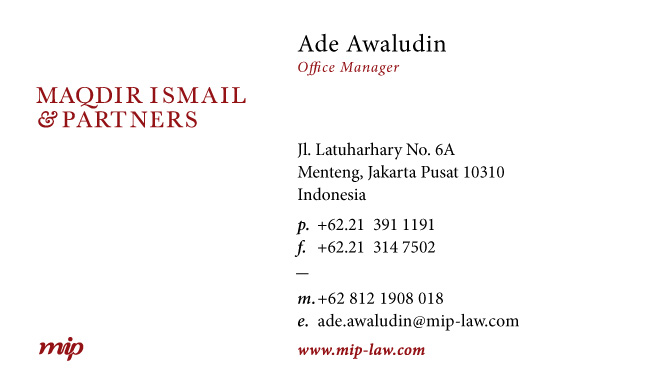 Ade Awaludin
Office Manager
MAQDIR ISMAIL
& PARTNERS
Jl. Latuharhary No. 6A
Menteng, Jakarta Pusat 10310
Indonesia
p. +62.21 391 1191
f. +62.21 314 7502
—
m. +62 812 1908 018
e. ade.awaludin@mip-law.com
www.mip-law.com
mip